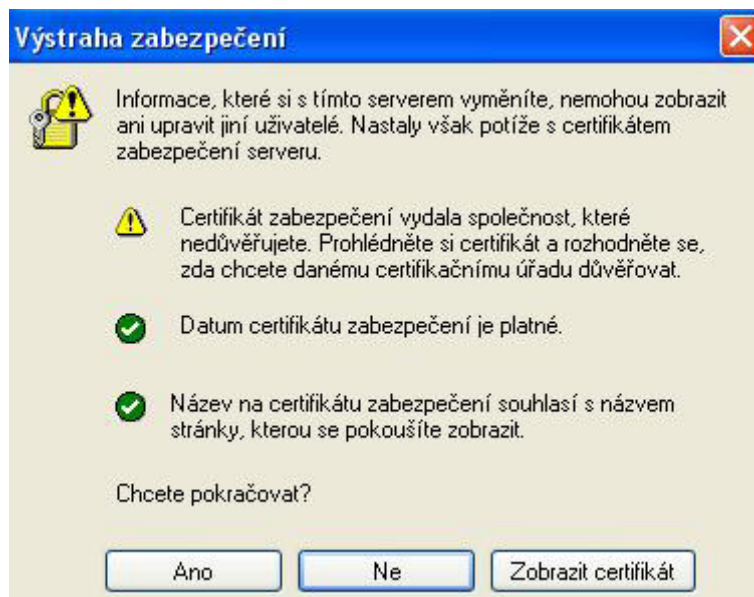 Výstraha zabezpečení
Informace, které si s tímto serverem vyměníte, nemohou zobrazit
ani upravit jiní uživatelé. Nastaly však potíže s certifikátem
zabezpečení serveru.
Certifikát zabezpečení vydala společnost, které
nedůvěřujete. Prohlédněte si certifikát a rozhodněte se,
zda chcete danému certifikačnímu úřadu důvěřovat.
Datum certifikátu zabezpečení je platné.
Název na certifikátu zabezpečení souhlasí s názvem
stránky, kterou se pokoušíte zobrazit.
Chcete pokračovat?
Ano Ne Zobrazit certifikát